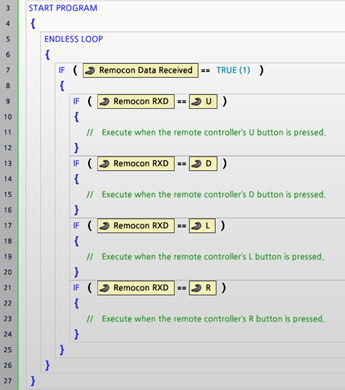 3 START PROGRAM
4 {
5 ENDLESS LOOP
6 {
7 IF ( Remocon Data Received == TRUE (1) )
8 {
9 IF ( Remocon RXD == U )
10 {
11 // Execute when the remote controller's U button is pressed.
12 }
13 IF ( Remocon RXD == D )
14 {
15 // Execute when the remote controller's D button is pressed.
16 }
17 IF ( Remocon RXD == L )
18 {
19 // Execute when the remote controller's L button is pressed.
20 }
21 IF ( Remocon RXD == R )
22 {
23 // Execute when the remote controller's R button is pressed.
24 }
25 }
26 }
27 }